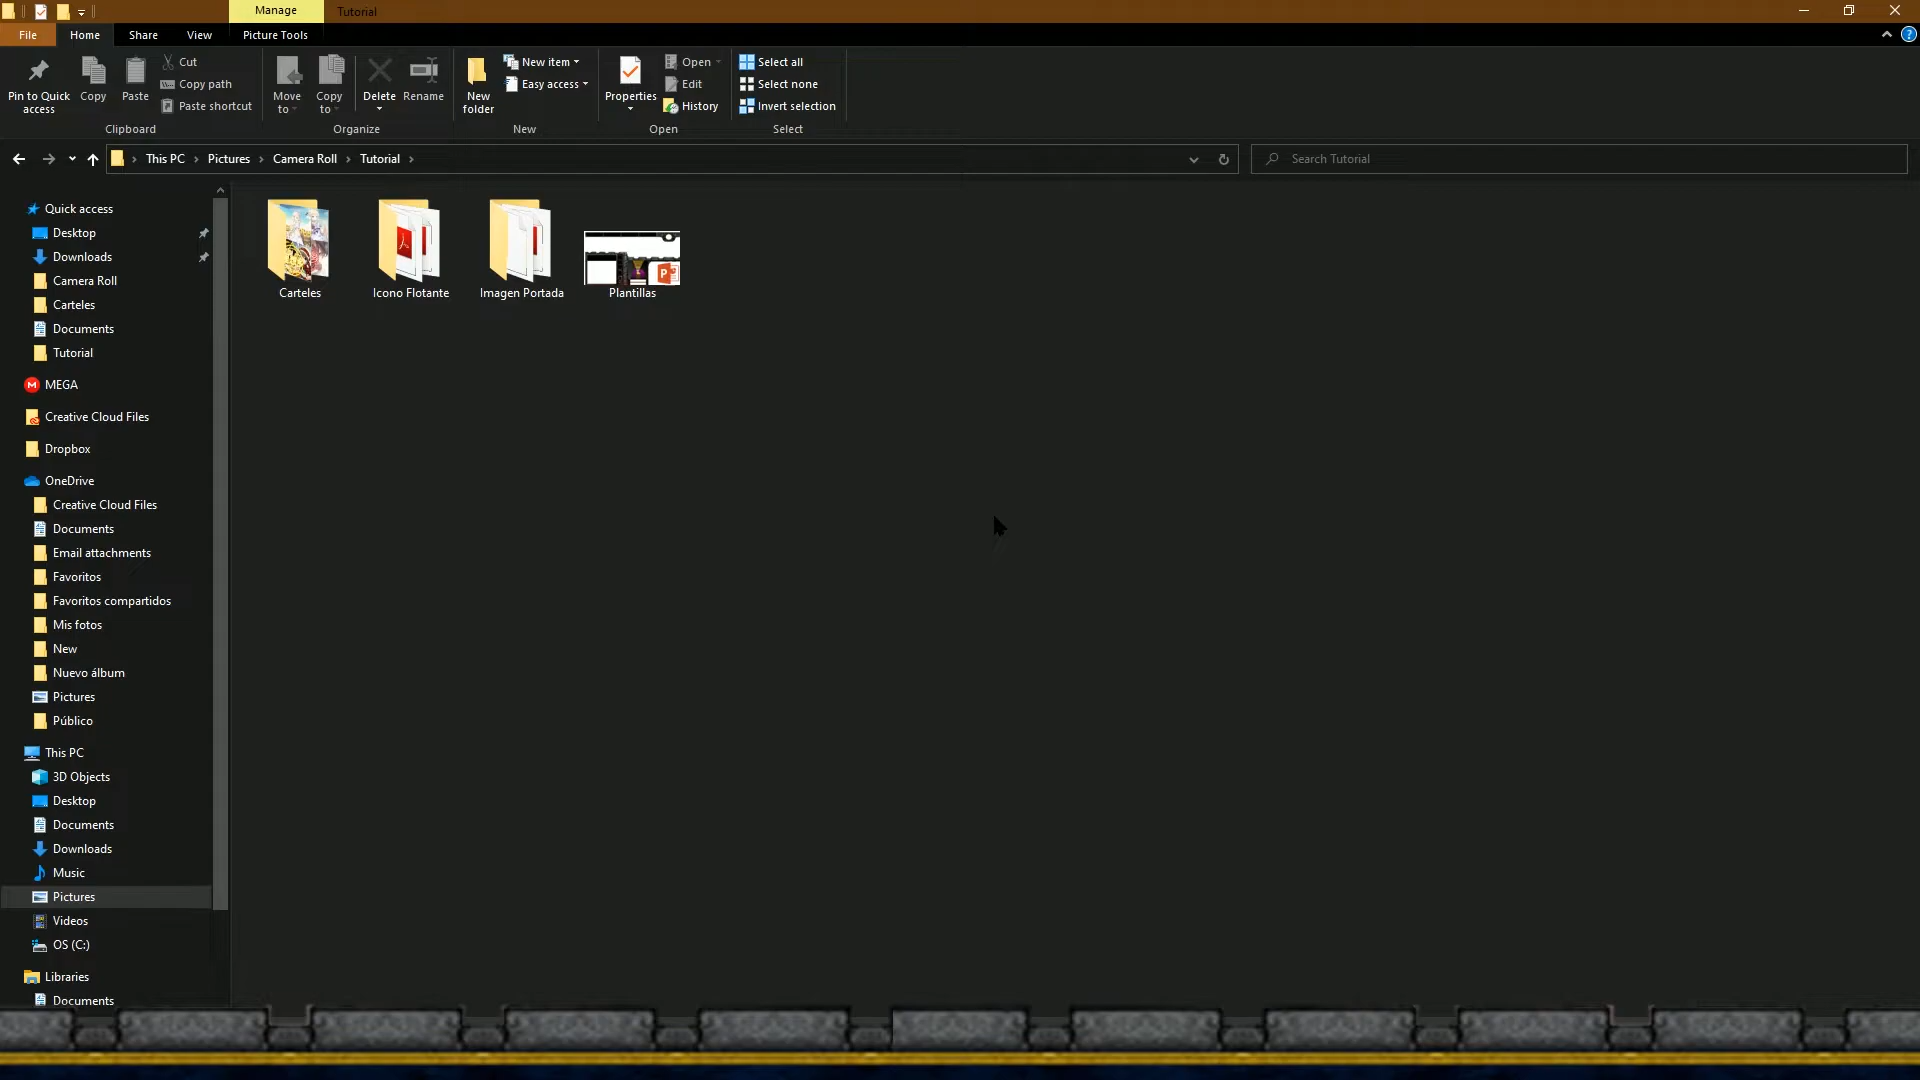 Manage
Tutorial
File
Home
Share
View
Picture Tools
Pin to Quick access
Copy
Paste
Cut
Copy path
Paste shortcut
Clipboard
Move to
Copy to
Delete
Rename
Organize
New folder
New item
Easy access
New
Properties
Open
Edit
History
Open
Select all
Select none
Invert selection
Select
This PC
Pictures
Camera Roll
Tutorial
Search Tutorial
Quick access
Desktop
Downloads
Camera Roll
Carteles
Documents
Tutorial
MEGA
Creative Cloud Files
Dropbox
OneDrive
Creative Cloud Files
Documents
Email attachments
Favoritos
Favoritos compartidos
Mis fotos
New
Nuevo álbum
Pictures
Público
This PC
3D Objects
Desktop
Documents
Downloads
Music
Pictures
Videos
OS (C:)
Libraries
Documents
Carteles
Icono Flotante
Imagen Portada
Plantillas